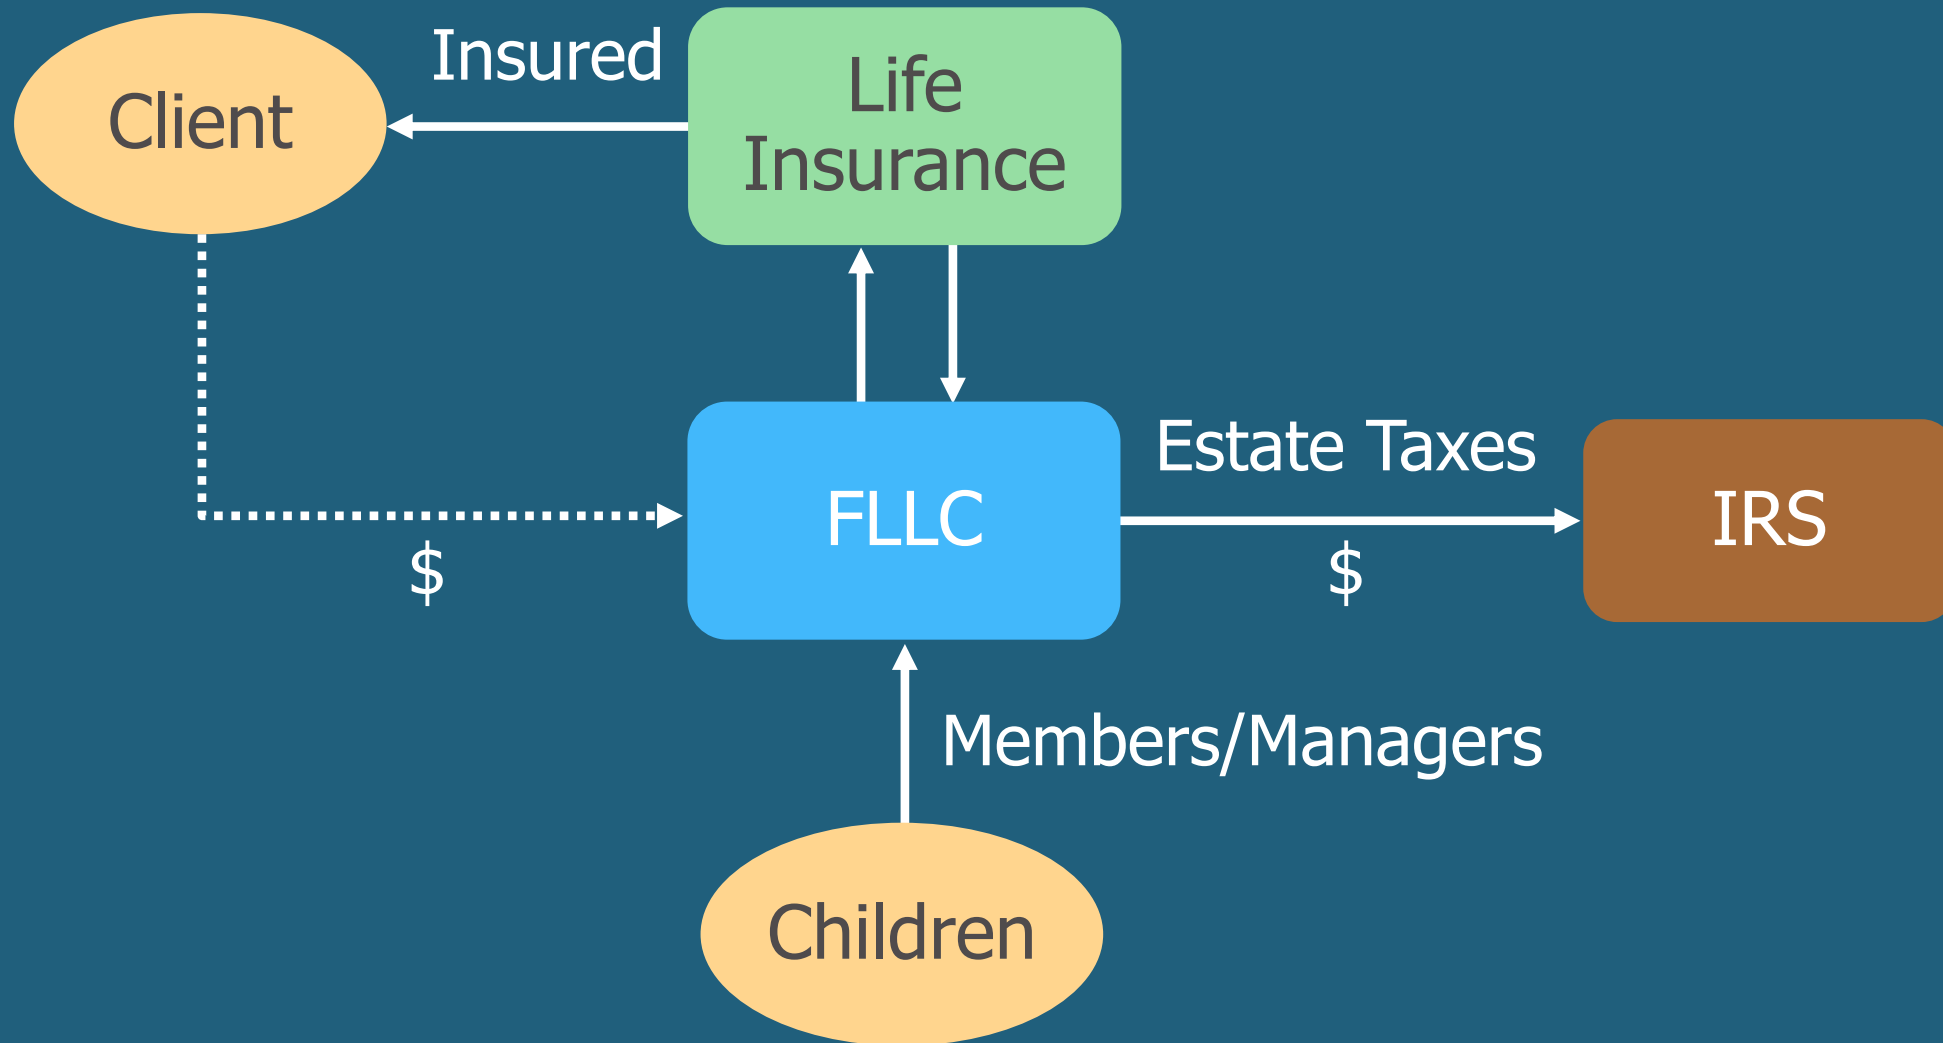 Client
Insured
Life
Insurance
FLLC
Estate Taxes
$
$
IRS
Members/Managers
Children